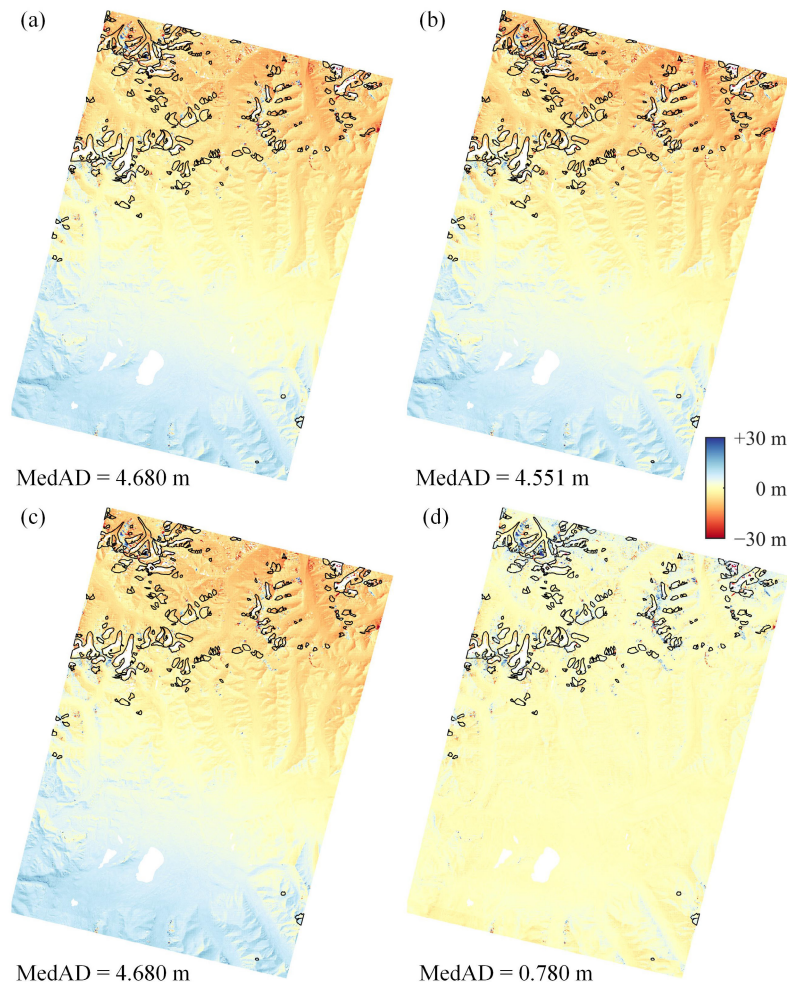 (a)
(b)
MedAD = 4.680 m
MedAD = 4.551 m
+30 m
0 m
−30 m
(c)
(d)
MedAD = 4.680 m
MedAD = 0.780 m